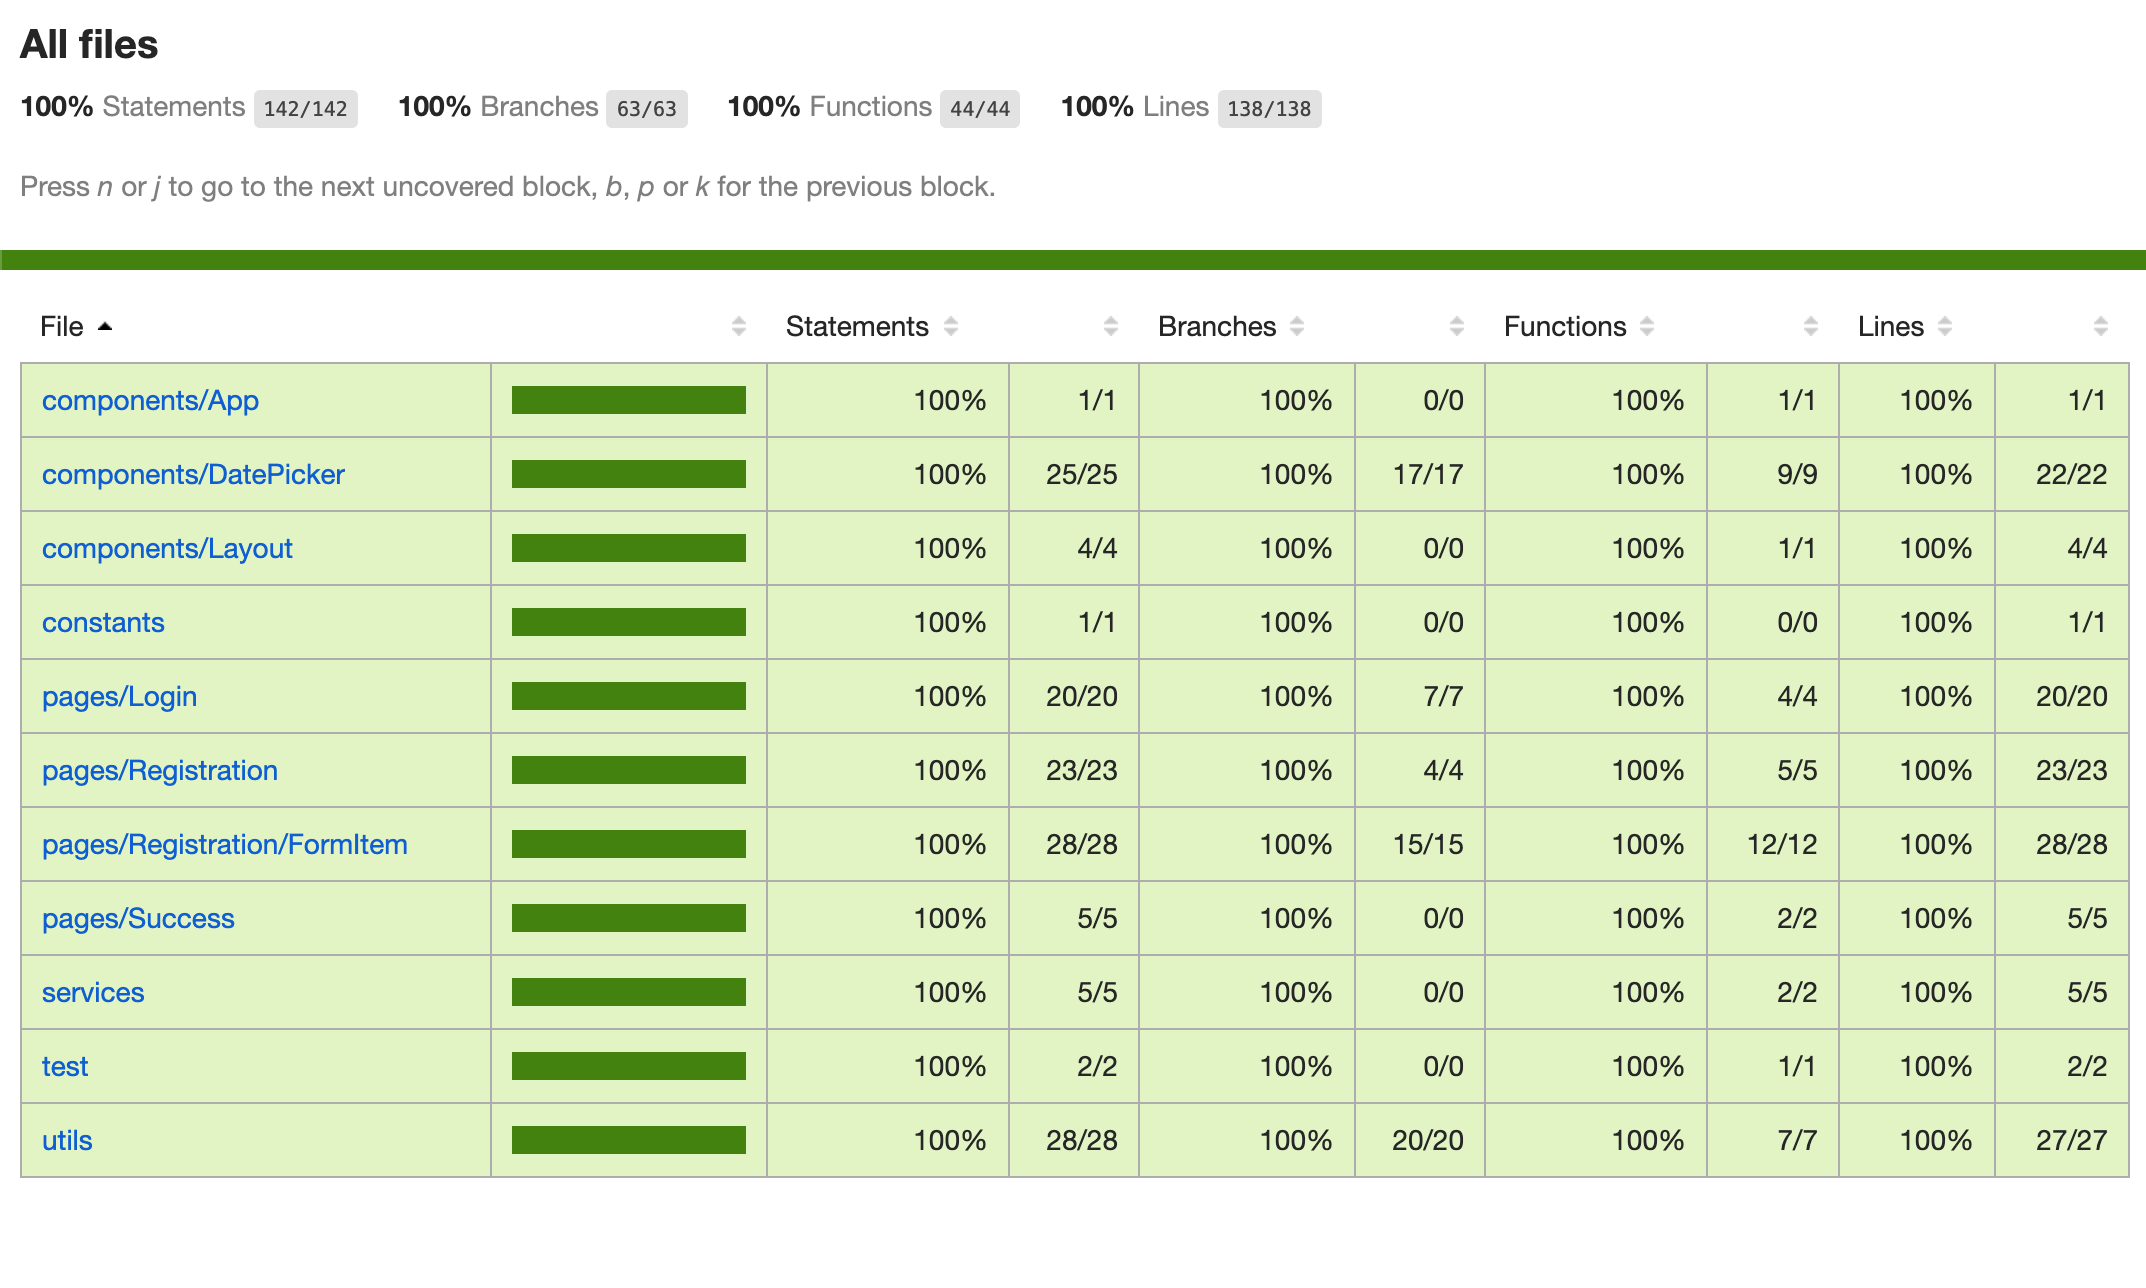 All files
100% Statements 142/142 100% Branches 63/63 100% Functions 44/44 100% Lines 138/138
Press n or j to go to the next uncovered block, b, p or k for the previous block.
File Statements Branches Functions Lines
components/App 100% 1/1 100% 0/0 100% 1/1 100% 1/1
components/DatePicker 100% 25/25 100% 17/17 100% 9/9 100% 22/22
components/Layout 100% 4/4 100% 0/0 100% 1/1 100% 4/4
constants 100% 1/1 100% 0/0 100% 0/0 100% 1/1
pages/Login 100% 20/20 100% 7/7 100% 4/4 100% 20/20
pages/Registration 100% 23/23 100% 4/4 100% 5/5 100% 23/23
pages/Registration/FormItem 100% 28/28 100% 15/15 100% 12/12 100% 28/28
pages/Success 100% 5/5 100% 0/0 100% 2/2 100% 5/5
services 100% 5/5 100% 0/0 100% 2/2 100% 5/5
test 100% 2/2 100% 0/0 100% 1/1 100% 2/2
utils 100% 28/28 100% 20/20 100% 7/7 100% 27/27